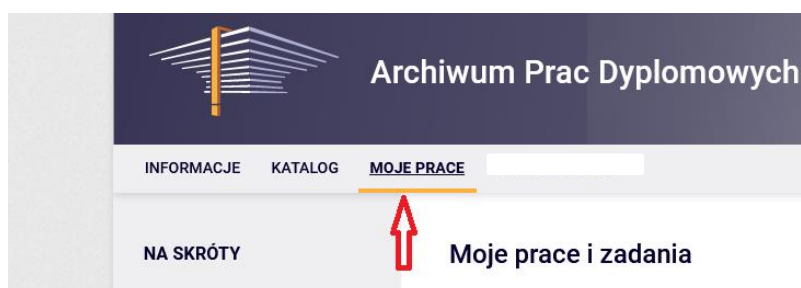 Archiwum Prac Dyplomowych
INFORMACJE KATALOG MOJE PRACE
NA SKRÓTY
Moje prace i zadania